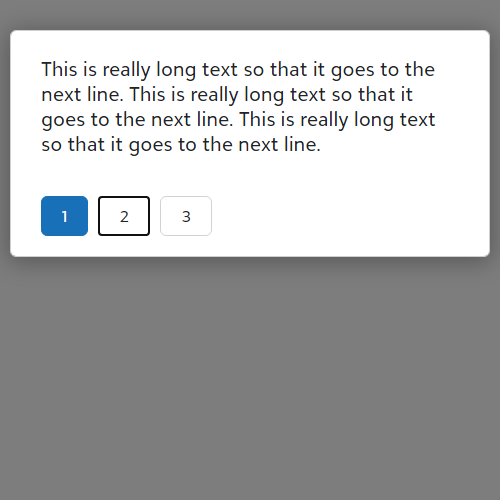 This is really long text so that it goes to the
next line. This is really long text so that it
goes to the next line. This is really long text
so that it goes to the next line.
1 2 3